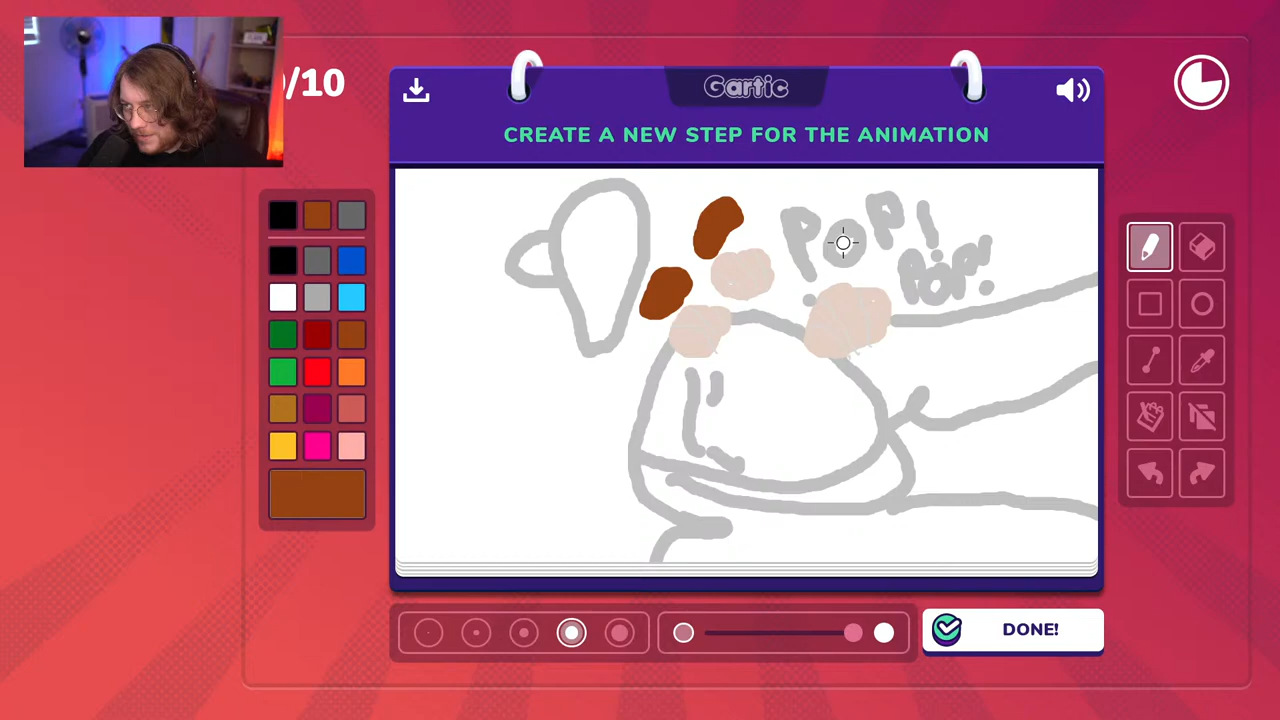 /10
Gartic
CREATE A NEW STEP FOR THE ANIMATION
POP!
POP!
DONE!